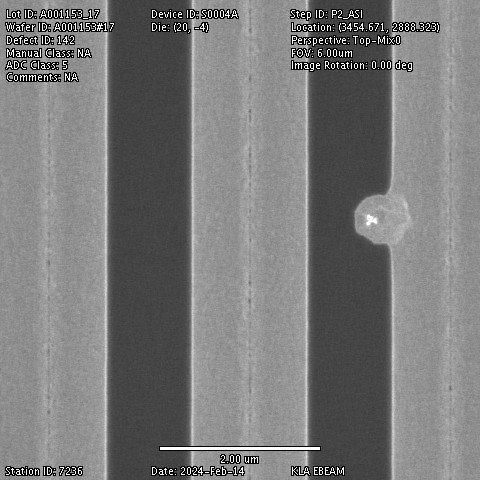 Lot ID: A001153_17 Device ID: S0004A Step ID: P2_ASI
Wafer ID: A001153#17 Die: (20, -4) Location: (3454.671, 2888.323)
Defect ID: 142 Perspective: Top-Mix0
Manual Class: NA FOV: 6.00um
ADC Class: 5 Image Rotation: 0.00 deg
Comments: NA
2.00 um
Station ID: 7236 Date: 2024-Feb-14 KLA EBEAM